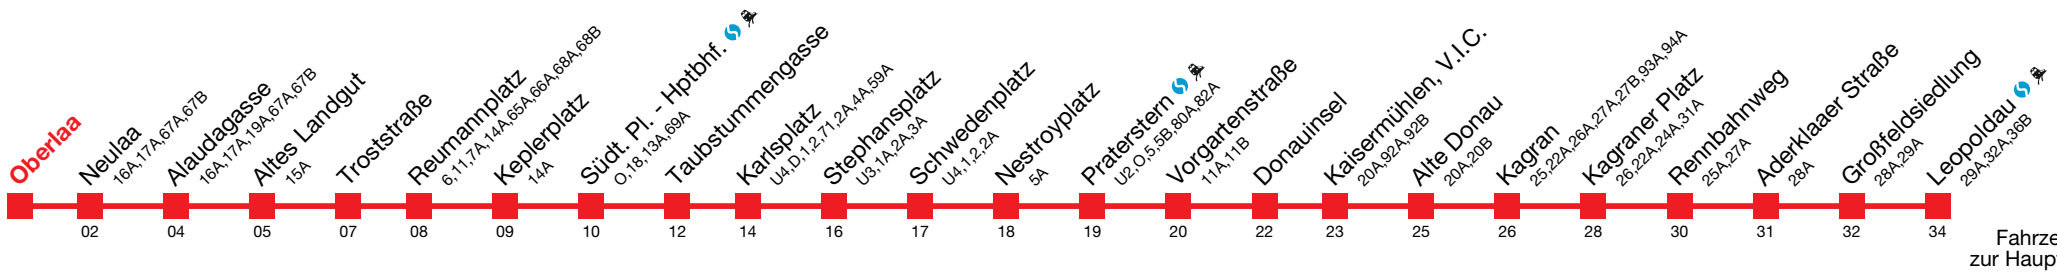 Oberlaa
Neulaa
16A,17A,67A,67B
Alaudagasse
16A,17A,19A,67A,67B
Altes Landgut
15A
Troststraße
Reumannplatz
6,11,7A,14A,65A,66A,68A,68B
Keplerplatz
14A
Südt. Pl. - Hptbhf.
O,18,13A,69A
Taubstummengasse
Karlsplatz
U4,D,1,2,71,2A,4A,59A
Stephansplatz
U3,1A,2A,3A
Schwedenplatz
U4,1,2,2A
Nestroyplatz
5A
Praterstern
U2,O,5,5B,80A,82A
Vorgartenstraße
11A,11B
Donauinsel
Kaisermühlen, V.I.C.
20A,92A,92B
Alte Donau
20A,20B
Kagran
25,22A,26A,27A,27B,93A,94A
Kagraner Platz
26,22A,24A,31A
Rennbahnweg
25A,27A
Aderklaaer Straße
28A
Großfeldsiedlung
28A,29A
Leopoldau
29A,32A,36B
02 04 05 07 08 09 10 12 14 16 17 18 19 20 22 23 25 26 28 30 31 32 34
Fahrze
zur Haup